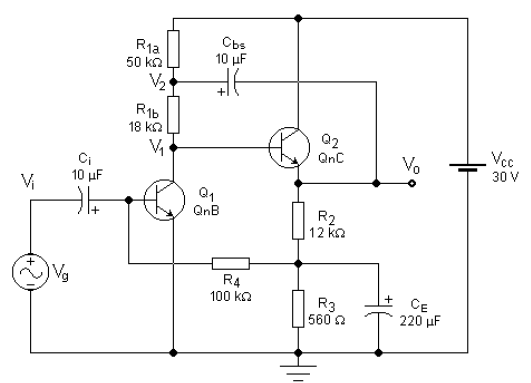 R1a
50 kΩ
Cbs
10 µF
+
V2
R1b
18 kΩ
V1
Q2
QnC
Vo
VCC
30 V
Ci
10 µF
+
Vi
Q1
QnB
R2
12 kΩ
+
−
Vg
R4
100 kΩ
R3
560 Ω
+
CE
220 µF